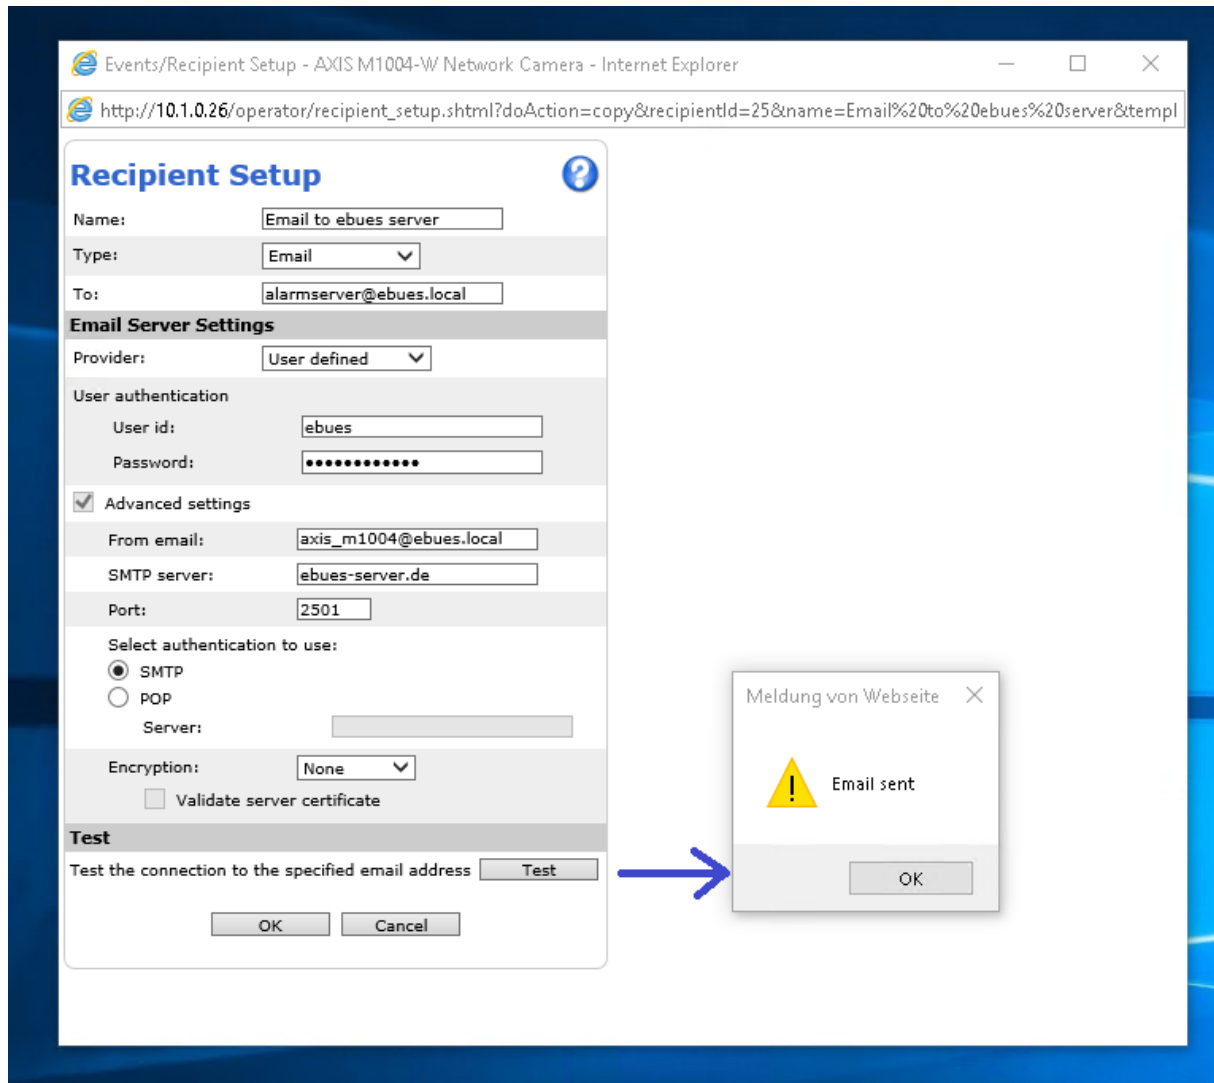 Events/Recipient Setup - AXIS M1004-W Network Camera - Internet Explorer
http://10.1.0.26/operator/recipient_setup.shtml?doAction=copy&recipientId=25&name=Email%20to%20ebues%20server&templ
Recipient Setup
Name: Email to ebues server
Type: Email
To: alarmserver@ebues.local
Email Server Settings
Provider: User defined
User authentication
User id: ebues
Password: ••••••••••••
Advanced settings
From email: axis_m1004@ebues.local
SMTP server: ebues-server.de
Port: 2501
Select authentication to use:
SMTP
POP
Server:
Encryption: None
Validate server certificate
Test
Test the connection to the specified email address Test
OK Cancel
Meldung von Webseite
! Email sent
OK